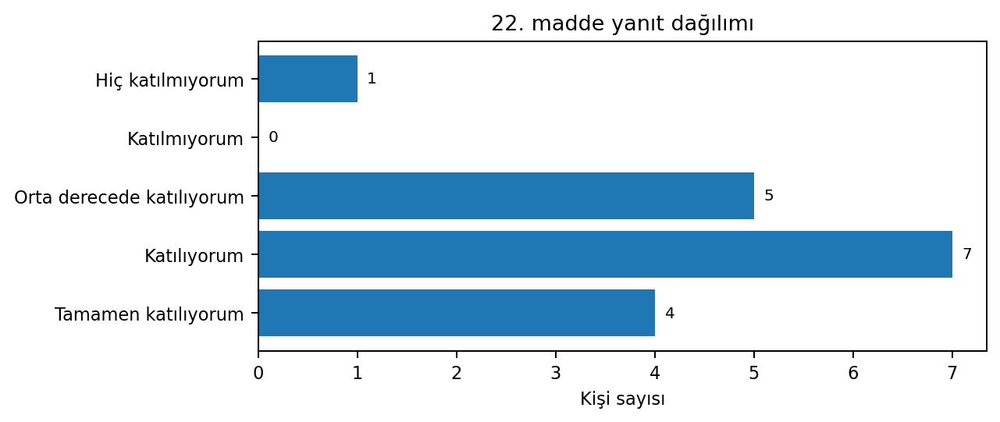 22. madde yanıt dağılımı
Hiç katılmıyorum
1
Katılmıyorum
0
Orta derecede katılıyorum
5
Katılıyorum
7
Tamamen katılıyorum
4
0 1 2 3 4 5 6 7
Kişi sayısı